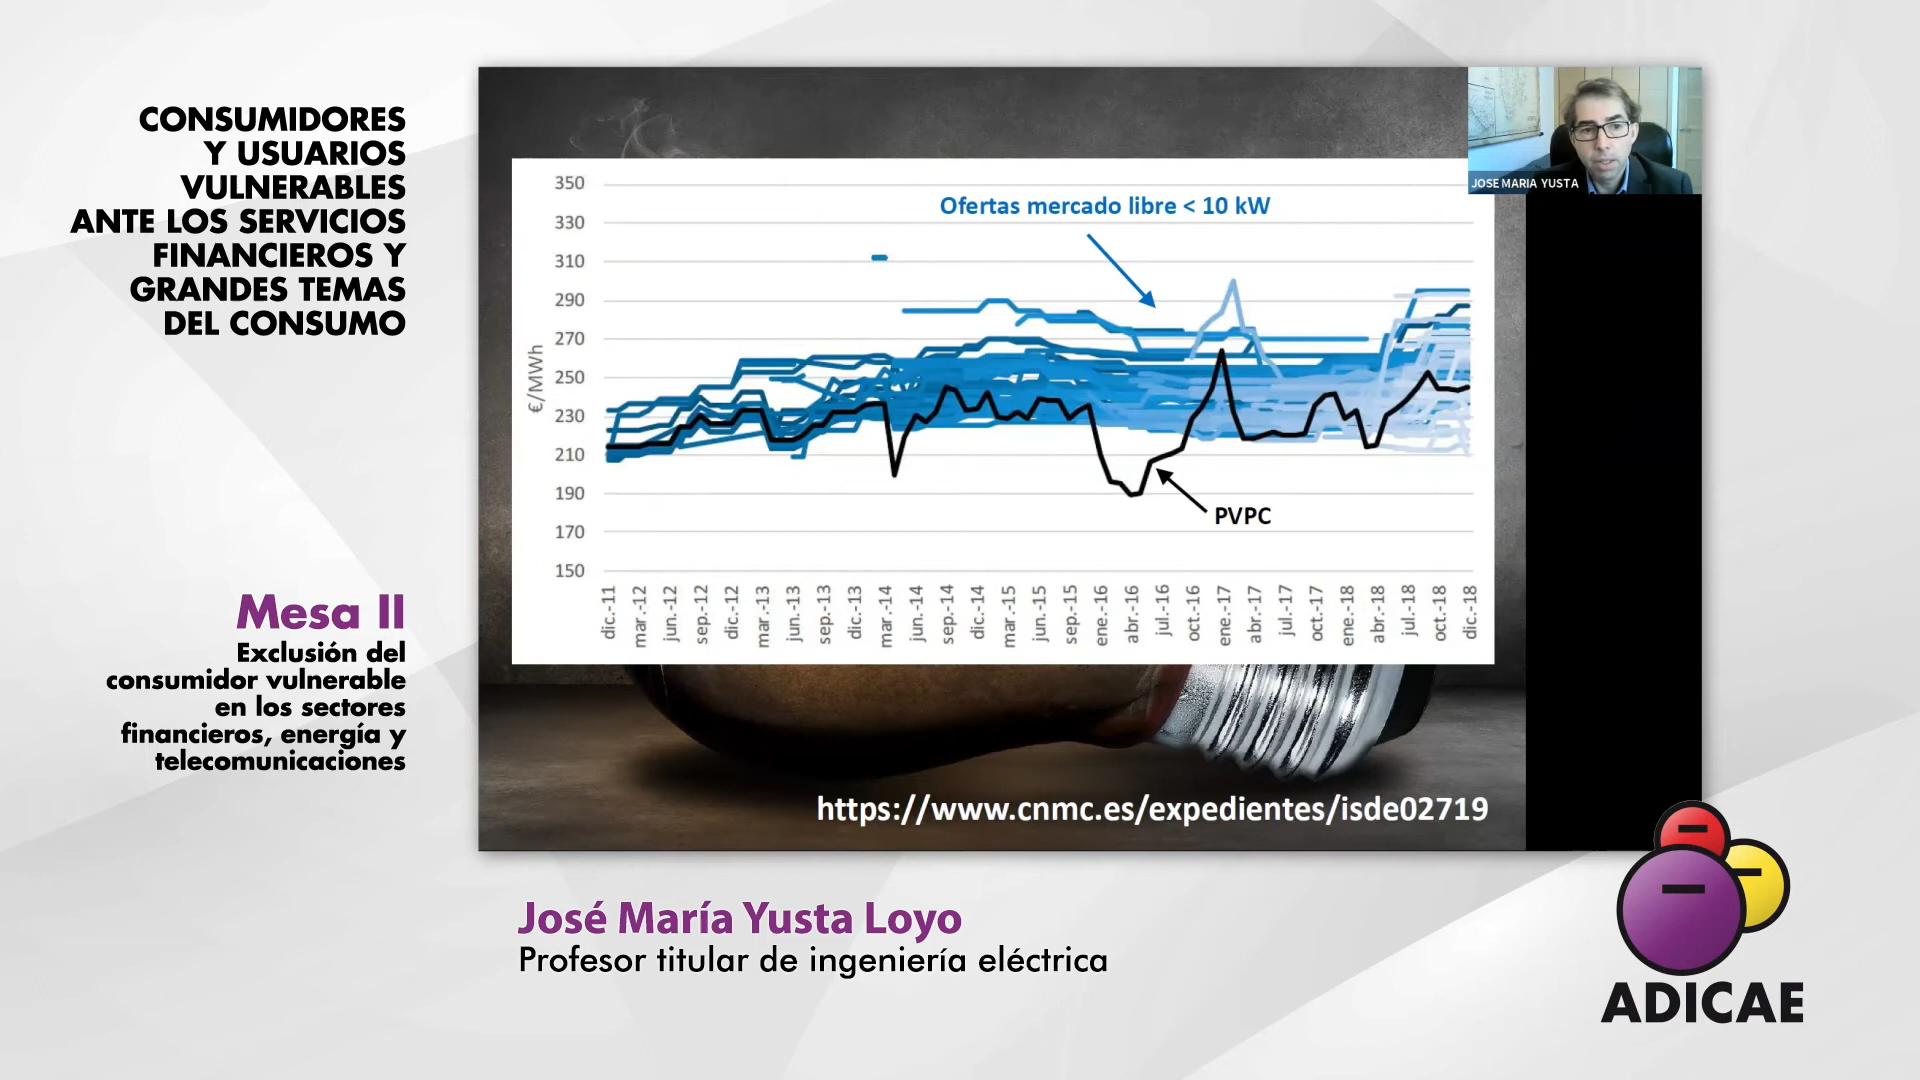 CONSUMIDORES
Y USUARIOS
VULNERABLES
ANTE LOS SERVICIOS
FINANCIEROS Y
GRANDES TEMAS
DEL CONSUMO
Mesa II
Exclusión del
consumidor vulnerable
en los sectores
financieros, energía y
telecomunicaciones
JOSE MARIA YUSTA
Ofertas mercado libre < 10 kW
PVPC
€/MWh
350
330
310
290
270
250
230
210
190
170
150
dic.-11
mar.-12
jun.-12
sep.-12
dic.-12
mar.-13
jun.-13
sep.-13
dic.-13
mar.-14
jun.-14
sep.-14
dic.-14
mar.-15
jun.-15
sep.-15
ene.-16
abr.-16
jul.-16
oct.-16
ene.-17
abr.-17
jul.-17
oct.-17
ene.-18
abr.-18
jul.-18
oct.-18
dic.-18
https://www.cnmc.es/expedientes/isde02719
José María Yusta Loyo
Profesor titular de ingeniería eléctrica
ADICAE